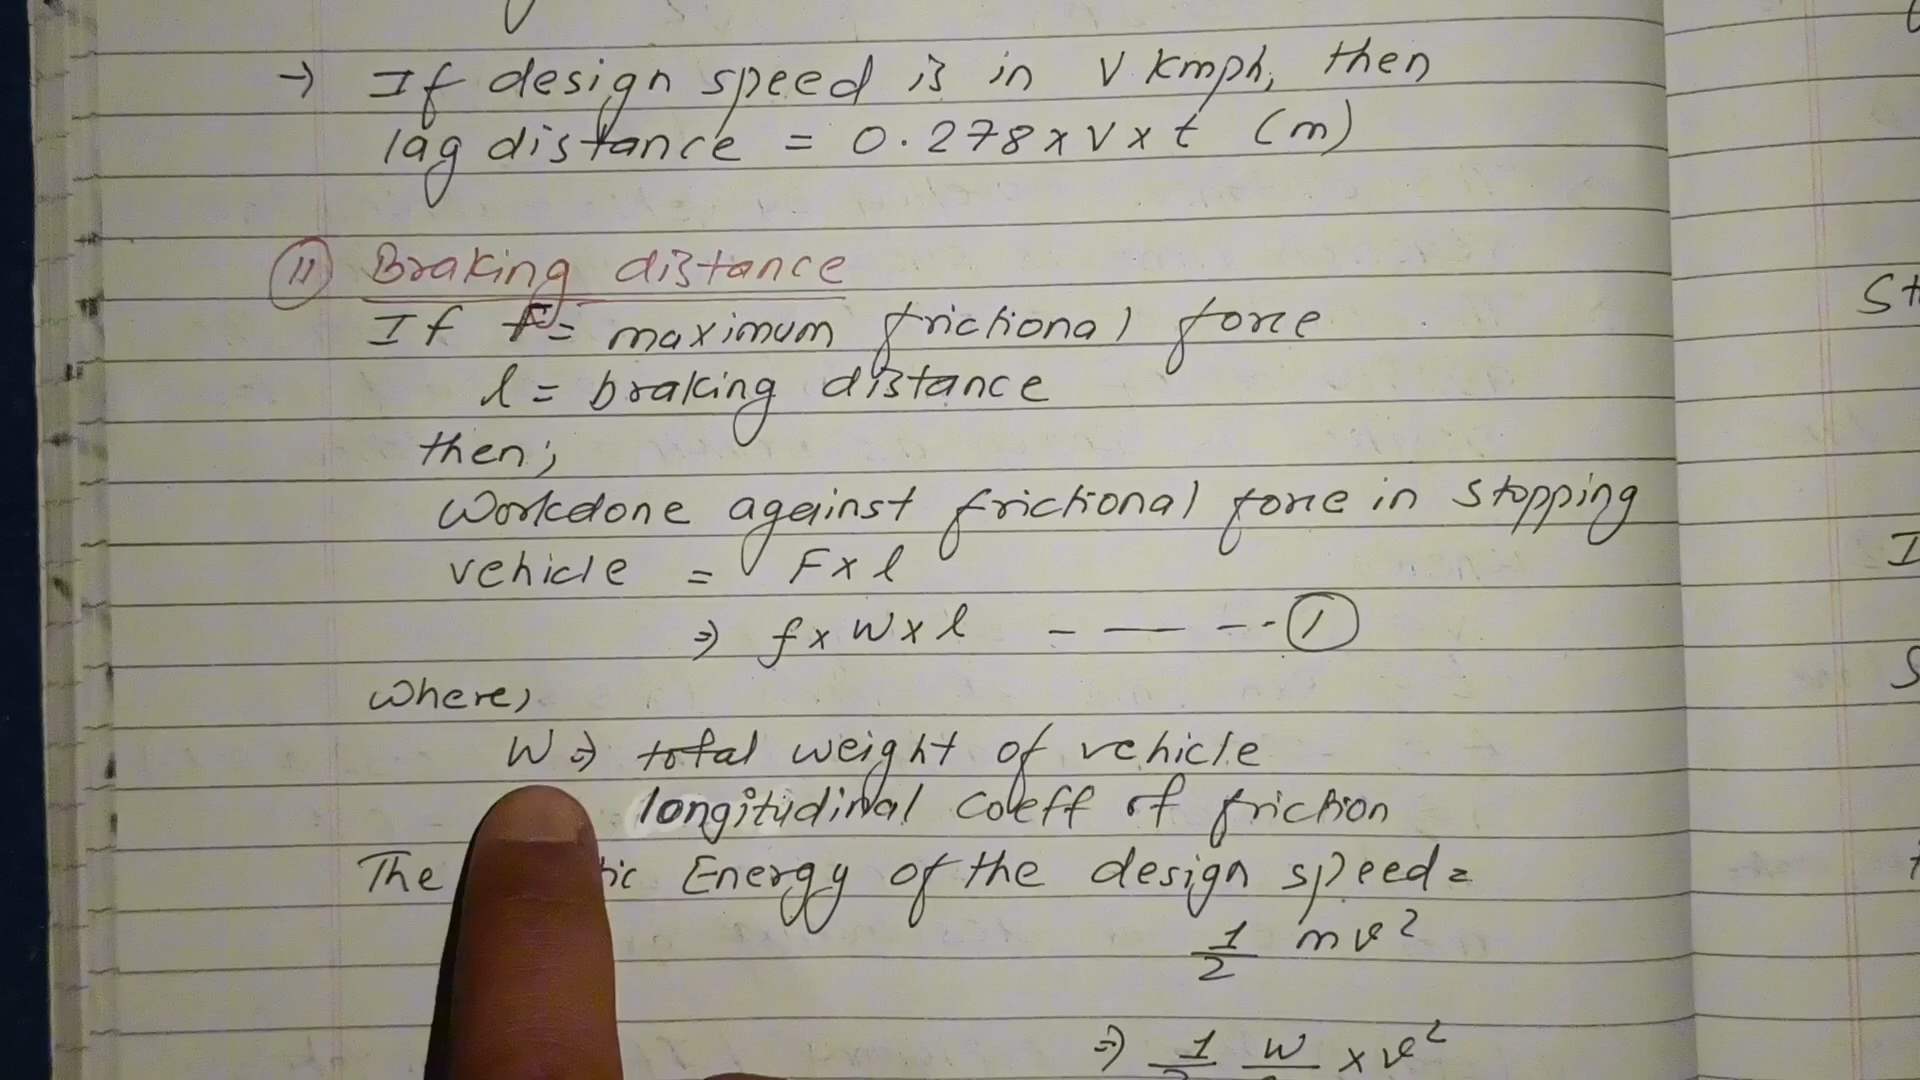 → If design speed is in V kmph, then
lag distance = 0.278 x V x t (m)
(ii) Braking distance
If F = maximum frictional force
l = braking distance
then;
Workdone against frictional force in stopping
vehicle = F x l
⇒ f x W x l - — - - - (1)
where,
W ⇒ total weight of vehicle
longitudinal coeff of friction
The Energy of the design speed =
1/2 mv²
⇒ 1/2 W x v²
St
I
S